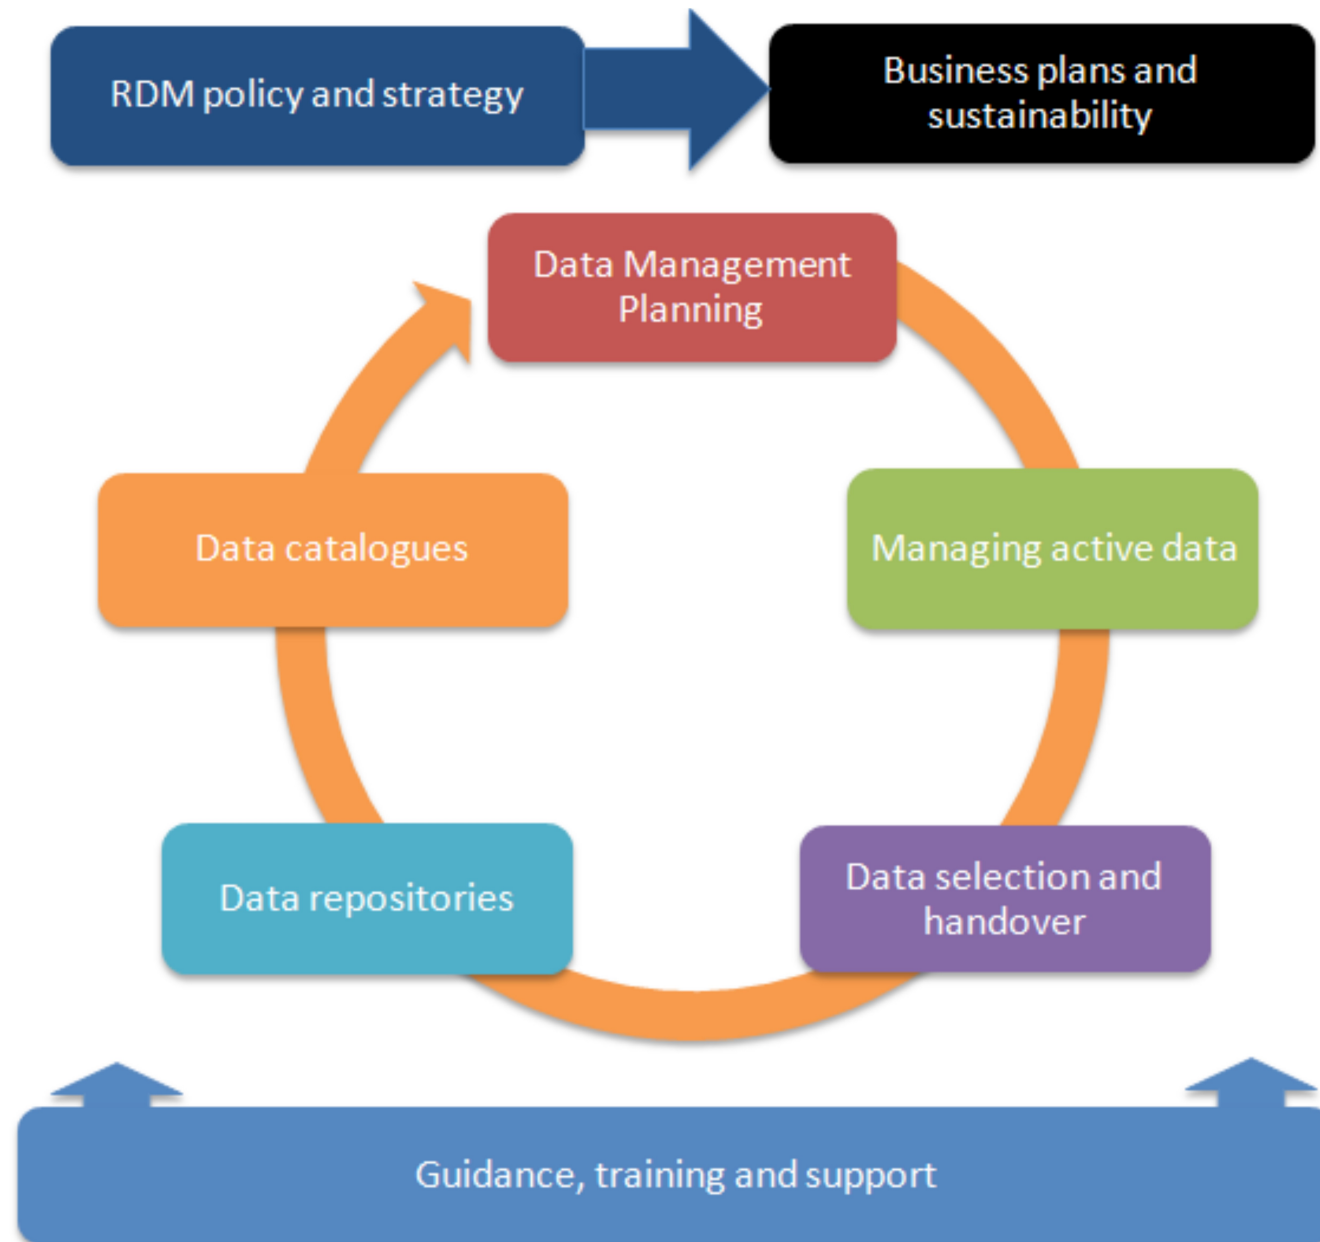 RDM policy and strategy
Business plans and
sustainability
Data Management
Planning
Data catalogues
Managing active data
Data repositories
Data selection and
handover
Guidance, training and support